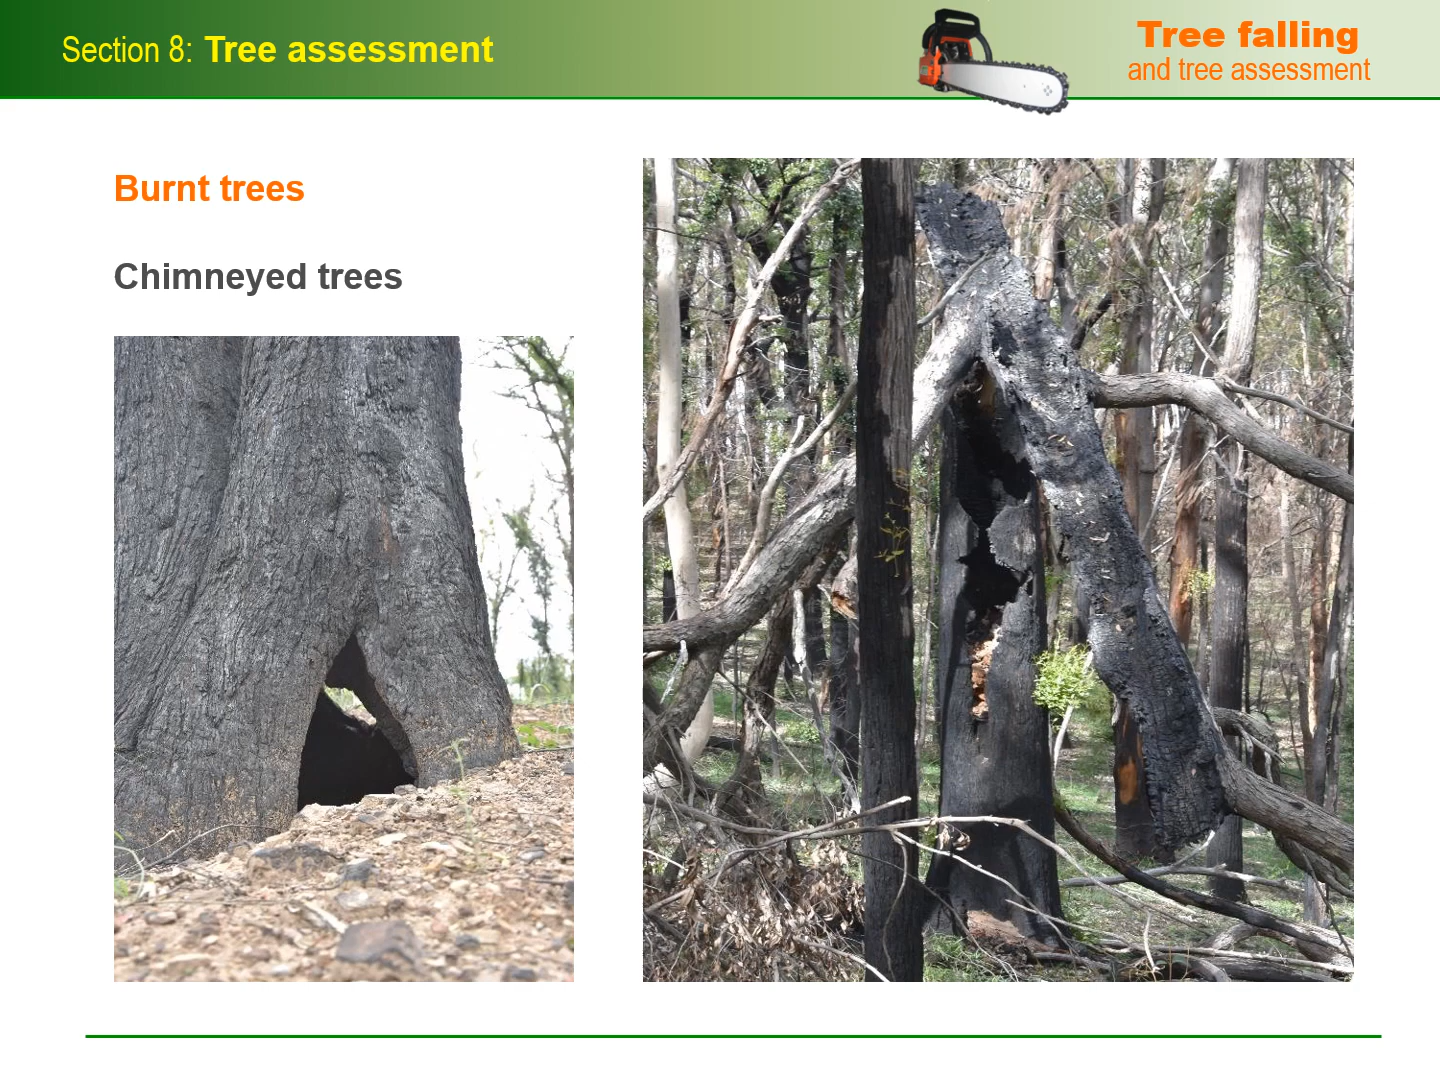 Section 8: Tree assessment
Tree falling
and tree assessment
Burnt trees
Chimneyed trees